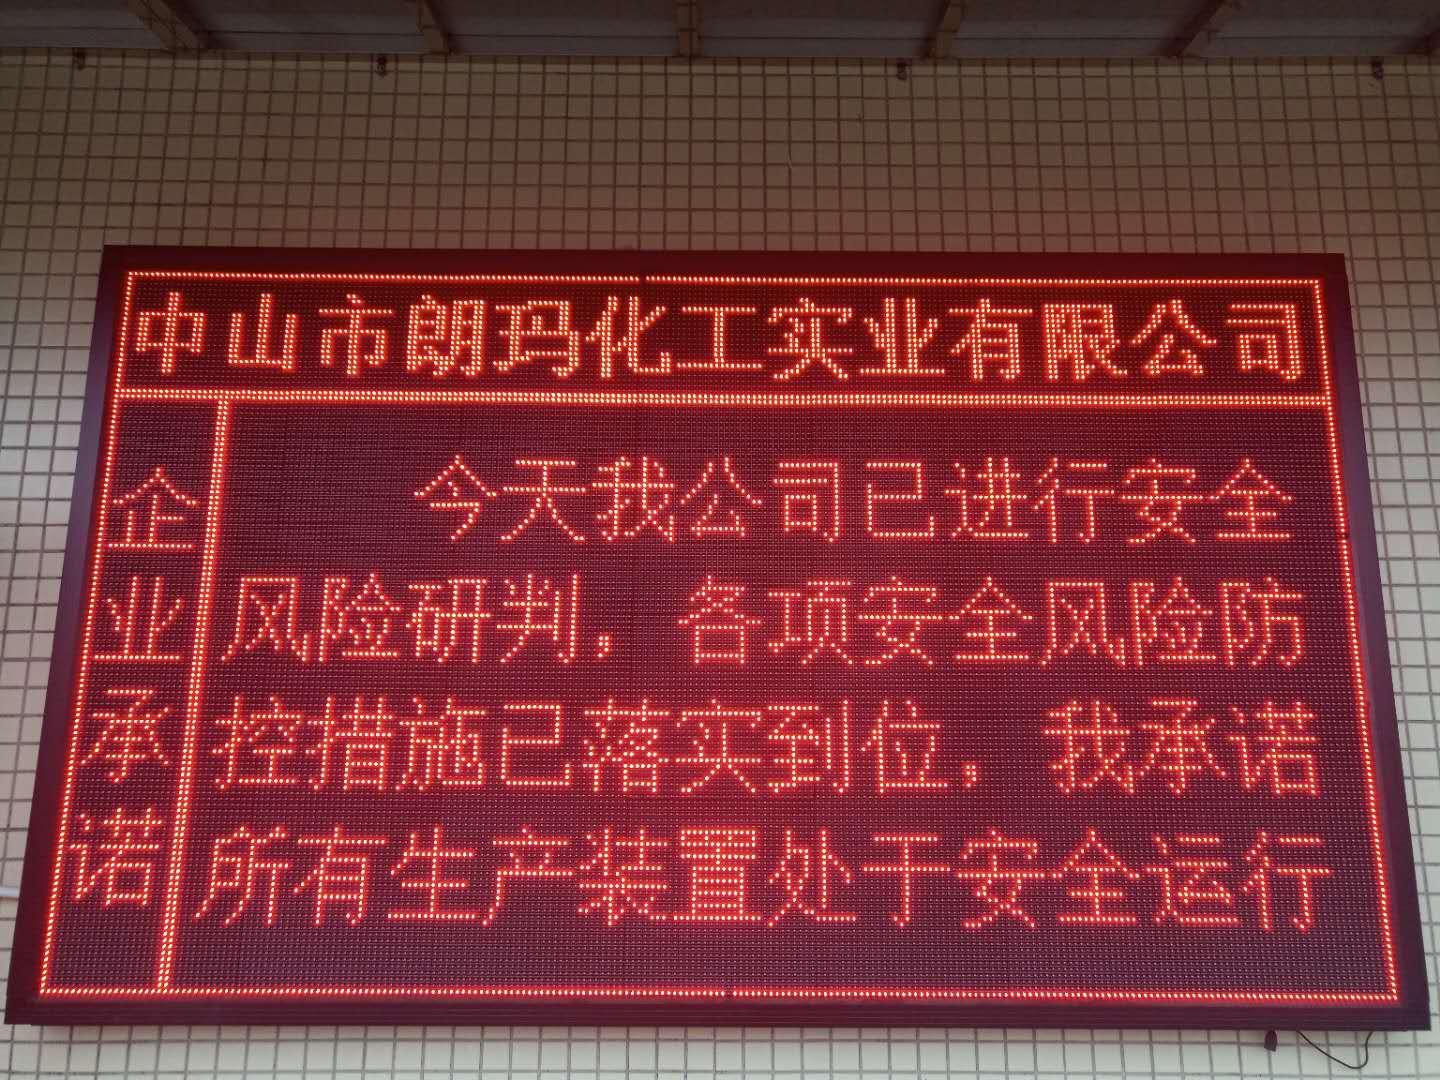 中山市朗玛化工实业有限公司
企业承诺
今天我公司已进行安全
风险研判，各项安全风险防
控措施已落实到位，我承诺
所有生产装置处于安全运行